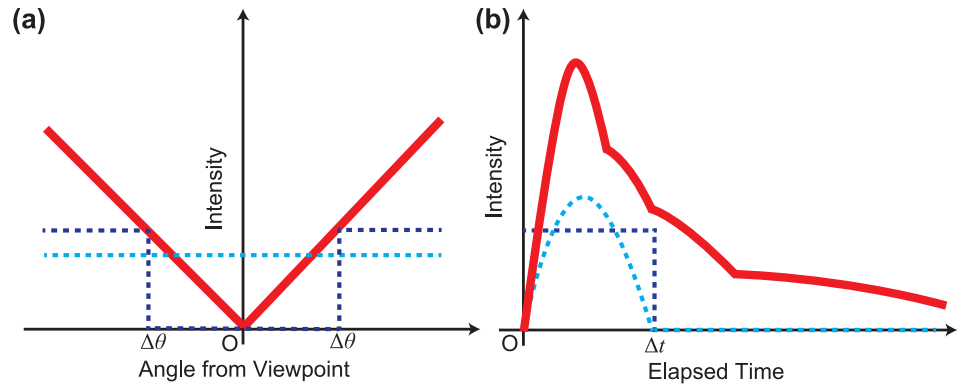 (a)
Intensity
O
Δθ
Δθ
Angle from Viewpoint
(b)
Intensity
O
Δt
Elapsed Time